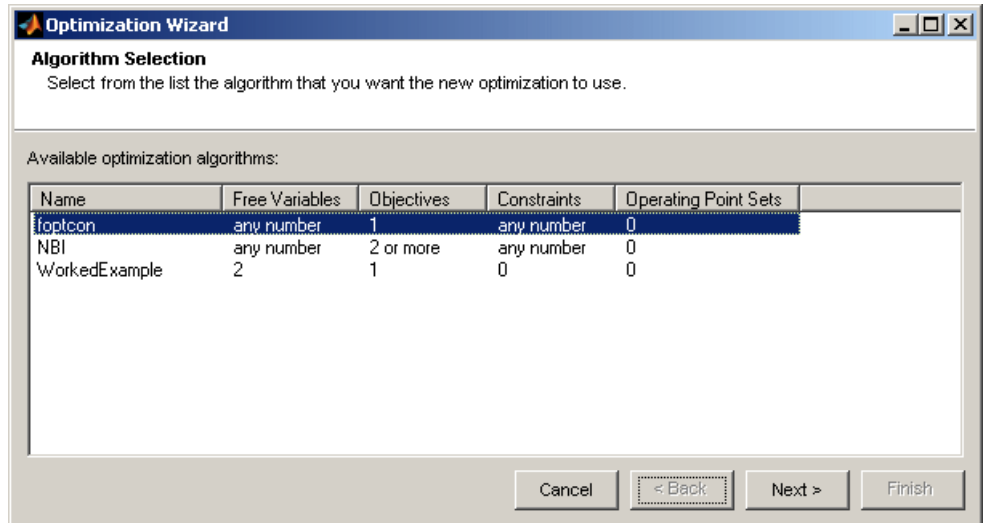 Optimization Wizard
Algorithm Selection
Select from the list the algorithm that you want the new optimization to use.
Available optimization algorithms:
Name Free Variables Objectives Constraints Operating Point Sets
foptcon any number 1 any number 0
NBI any number 2 or more any number 0
WorkedExample 2 1 0 0
Cancel < Back Next > Finish